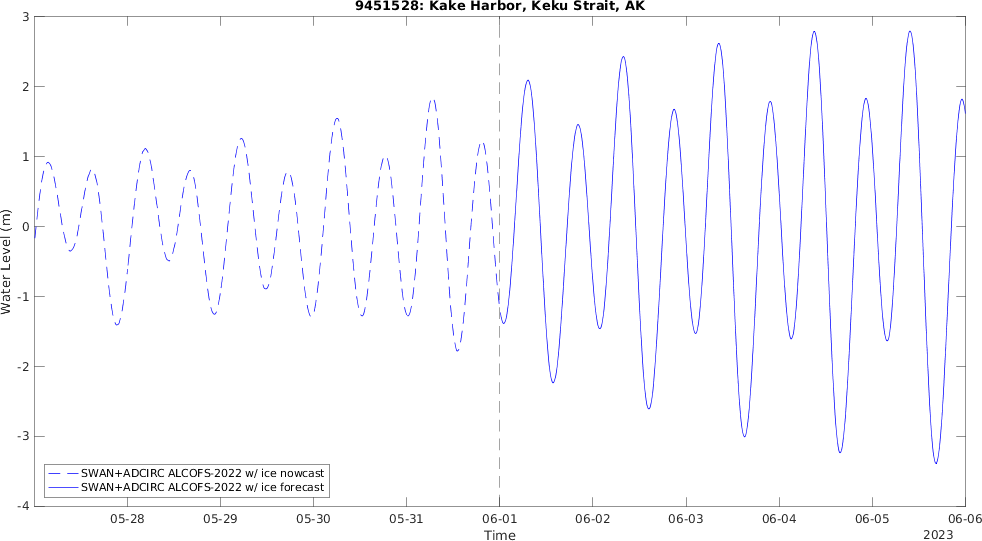 9451528: Kake Harbor, Keku Strait, AK
3
2
1
0
-1
-2
-3
-4
Water Level (m)
SWAN+ADCIRC ALCOFS-2022 w/ ice nowcast
SWAN+ADCIRC ALCOFS-2022 w/ ice forecast
05-28 05-29 05-30 05-31 06-01 06-02 06-03 06-04 06-05 06-06
Time
2023